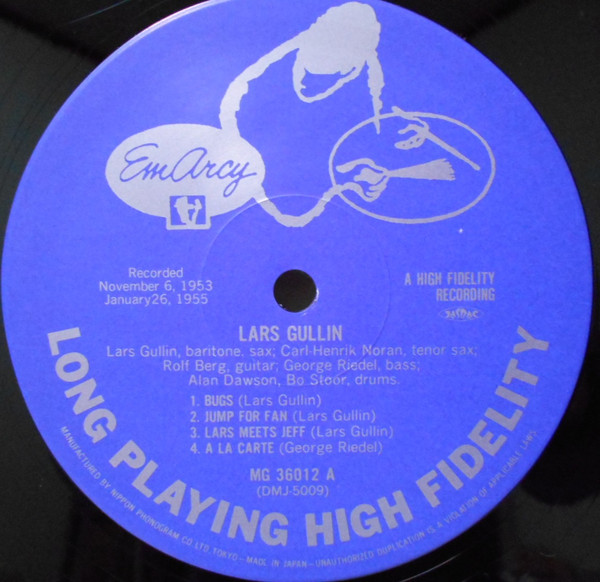 EmArcy
Recorded
November 6, 1953
January26, 1955
A HIGH FIDELITY
RECORDING
JASRAC
LARS GULLIN
Lars Gullin, baritone, sax; Carl-Henrik Noran, tenor sax;
Rolf Berg, guitar; George Riedel, bass;
Alan Dawson, Bo Stoor, drums.
1. BUGS (Lars Gullin)
2. JUMP FOR FAN (Lars Gullin)
3. LARS MEETS JEFF (Lars Gullin)
4. A LA CARTE (George Riedel)
MG 36012 A
(DMJ-5009)
LONG PLAYING HIGH FIDELITY
MANUFACTURED BY NIPPON PHONOGRAM CO LTD, TOKYO - MADE IN JAPAN - UNAUTHORIZED DUPLICATION IS A VIOLATION OF APPLICABLE LAWS.